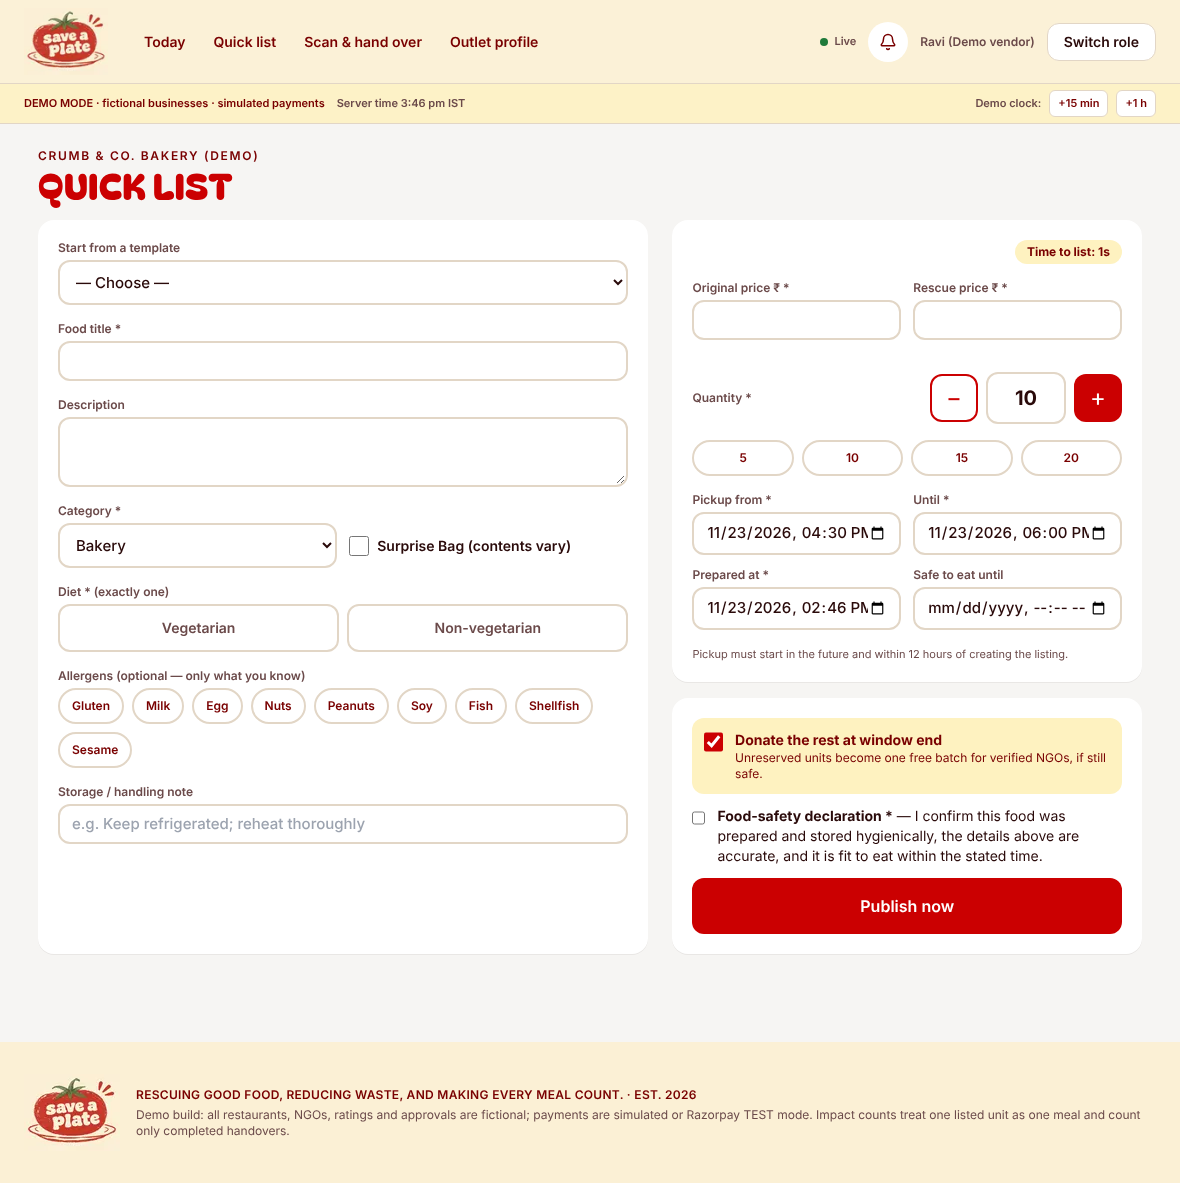 save a
plate
Today
Quick list
Scan & hand over
Outlet profile
Live
Ravi (Demo vendor)
Switch role
DEMO MODE · fictional businesses · simulated payments
Server time 3:46 pm IST
Demo clock:
+15 min
+1 h
CRUMB & CO. BAKERY (DEMO)
QUICK LIST
Start from a template
— Choose —
Food title *
Description
Category *
Bakery
Surprise Bag (contents vary)
Diet * (exactly one)
Vegetarian
Non-vegetarian
Allergens (optional — only what you know)
Gluten
Milk
Egg
Nuts
Peanuts
Soy
Fish
Shellfish
Sesame
Storage / handling note
e.g. Keep refrigerated; reheat thoroughly
Time to list: 1s
Original price ₹ *
Rescue price ₹ *
Quantity *
−
10
+
5
10
15
20
Pickup from *
Until *
11/23/2026, 04:30 PM
11/23/2026, 06:00 PM
Prepared at *
Safe to eat until
11/23/2026, 02:46 PM
mm/dd/yyyy, --:-- --
Pickup must start in the future and within 12 hours of creating the listing.
Donate the rest at window end
Unreserved units become one free batch for verified NGOs, if still
safe.
Food-safety declaration * — I confirm this food was
prepared and stored hygienically, the details above are
accurate, and it is fit to eat within the stated time.
Publish now
save a
plate
RESCUING GOOD FOOD, REDUCING WASTE, AND MAKING EVERY MEAL COUNT. · EST. 2026
Demo build: all restaurants, NGOs, ratings and approvals are fictional; payments are simulated or Razorpay TEST mode. Impact counts treat one listed unit as one meal and count
only completed handovers.